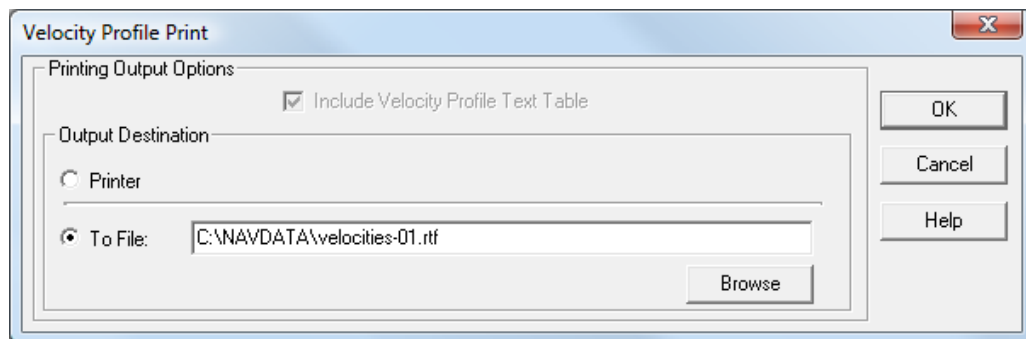 Velocity Profile Print
Printing Output Options
Include Velocity Profile Text Table
Output Destination
Printer
To File: C:\NAVDATA\velocities-01.rtf
Browse
OK
Cancel
Help